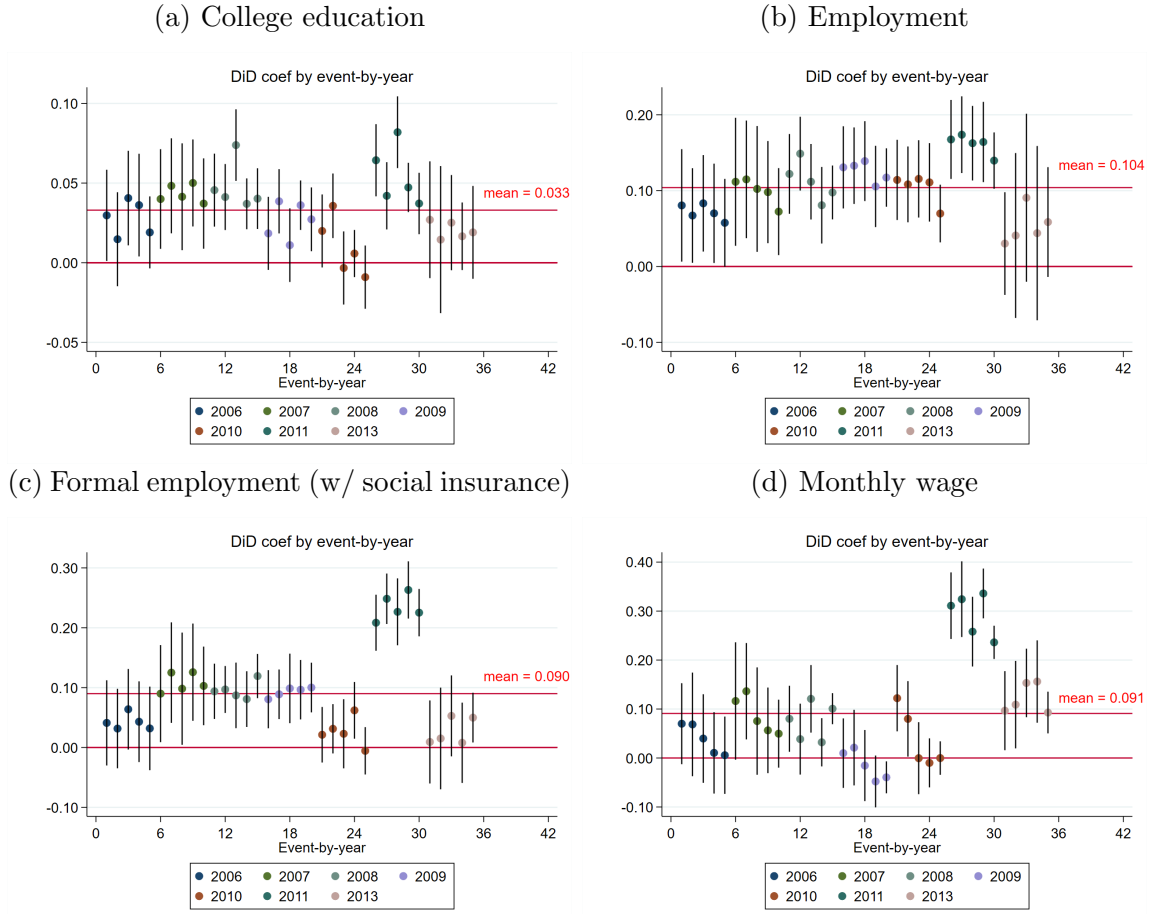 (a) College education
DiD coef by event-by-year
0.10
0.05
0.00
-0.05
mean = 0.033
0 6 12 18 24 30 36 42
Event-by-year
2006 2007 2008 2009
2010 2011 2013
(b) Employment
DiD coef by event-by-year
0.20
0.10
0.00
-0.10
mean = 0.104
0 6 12 18 24 30 36 42
Event-by-year
2006 2007 2008 2009
2010 2011 2013
(c) Formal employment (w/ social insurance)
DiD coef by event-by-year
0.30
0.20
0.10
0.00
-0.10
mean = 0.090
0 6 12 18 24 30 36 42
Event-by-year
2006 2007 2008 2009
2010 2011 2013
(d) Monthly wage
DiD coef by event-by-year
0.40
0.30
0.20
0.10
0.00
-0.10
mean = 0.091
0 6 12 18 24 30 36 42
Event-by-year
2006 2007 2008 2009
2010 2011 2013